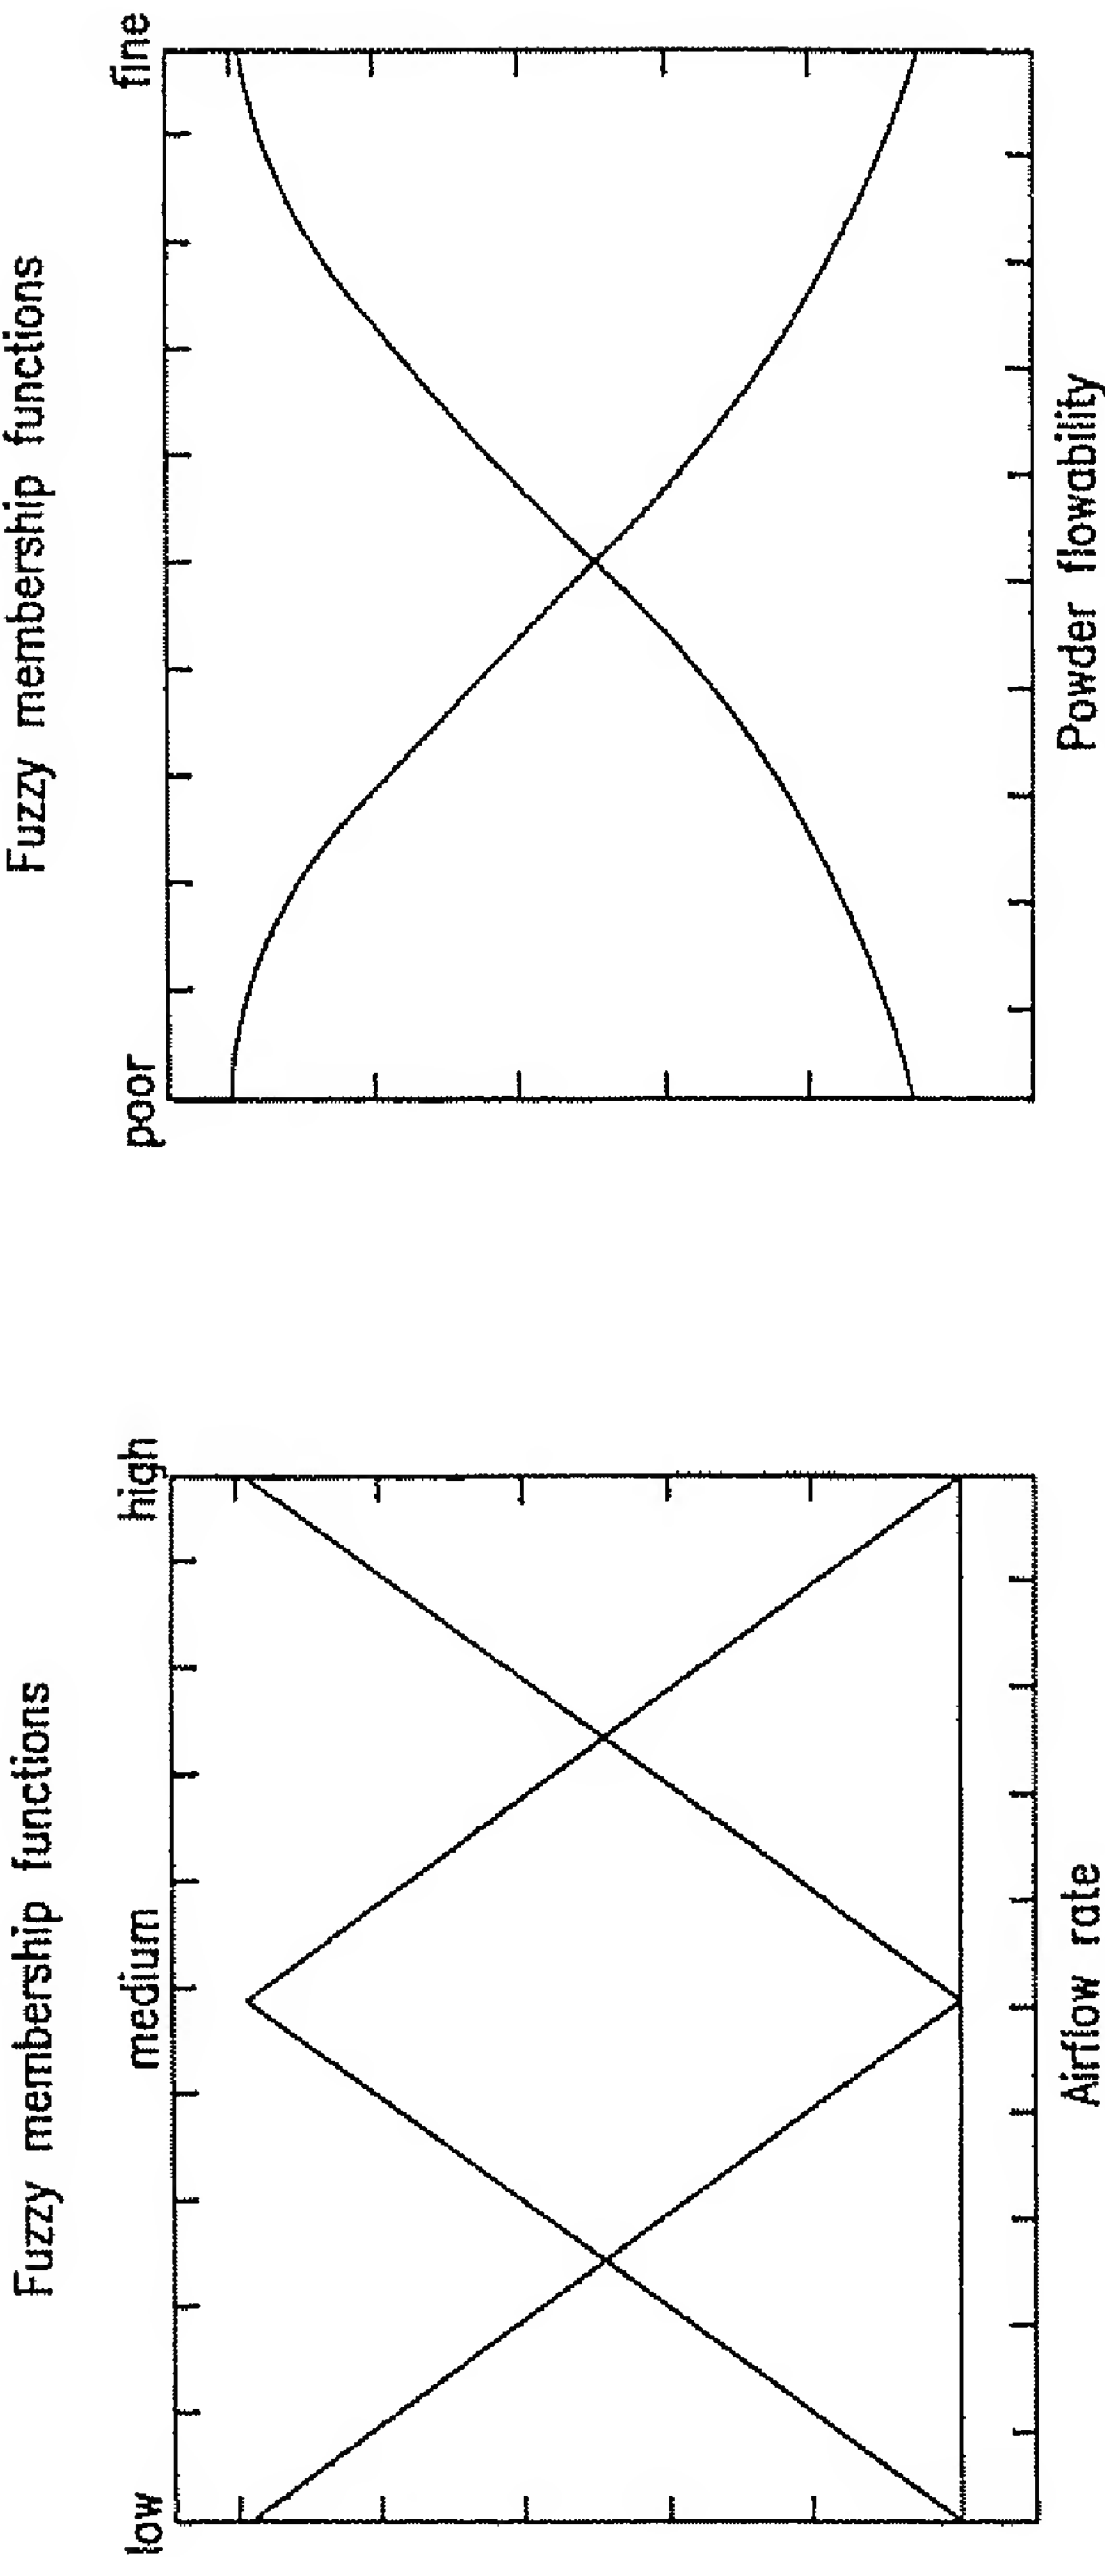 Fuzzy membership functions
low
medium
high
Airflow rate
Fuzzy membership functions
poor
fine
Powder flowability